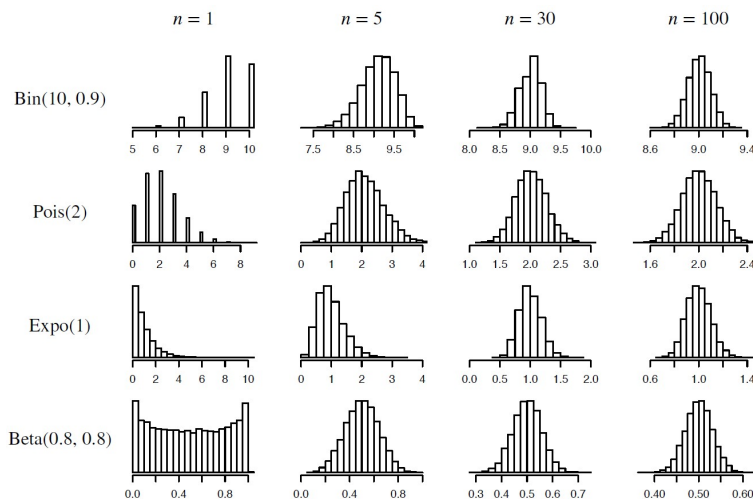 n = 1 n = 5 n = 30 n = 100
Bin(10, 0.9)
5 6 7 8 9 10 7.5 8.5 9.5 8.0 8.5 9.0 9.5 10.0 8.6 9.0 9.4
Pois(2)
0 2 4 6 8 0 1 2 3 4 1.0 1.5 2.0 2.5 3.0 1.6 2.0 2.4
Expo(1)
0 2 4 6 8 10 0 1 2 3 4 0.0 0.5 1.0 1.5 2.0 0.6 1.0 1.4
Beta(0.8, 0.8)
0.0 0.4 0.8 0.0 0.4 0.8 0.3 0.4 0.5 0.6 0.7 0.40 0.50